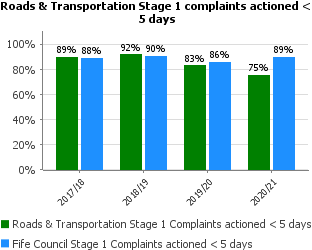 Roads & Transportation Stage 1 complaints actioned <
5 days
89% 88% 92% 90% 83% 86% 75% 89%
100%
80%
60%
40%
20%
0%
2017/18 2018/19 2019/20 2020/21
Roads & Transportation Stage 1 Complaints actioned < 5 days
Fife Council Stage 1 Complaints actioned < 5 days